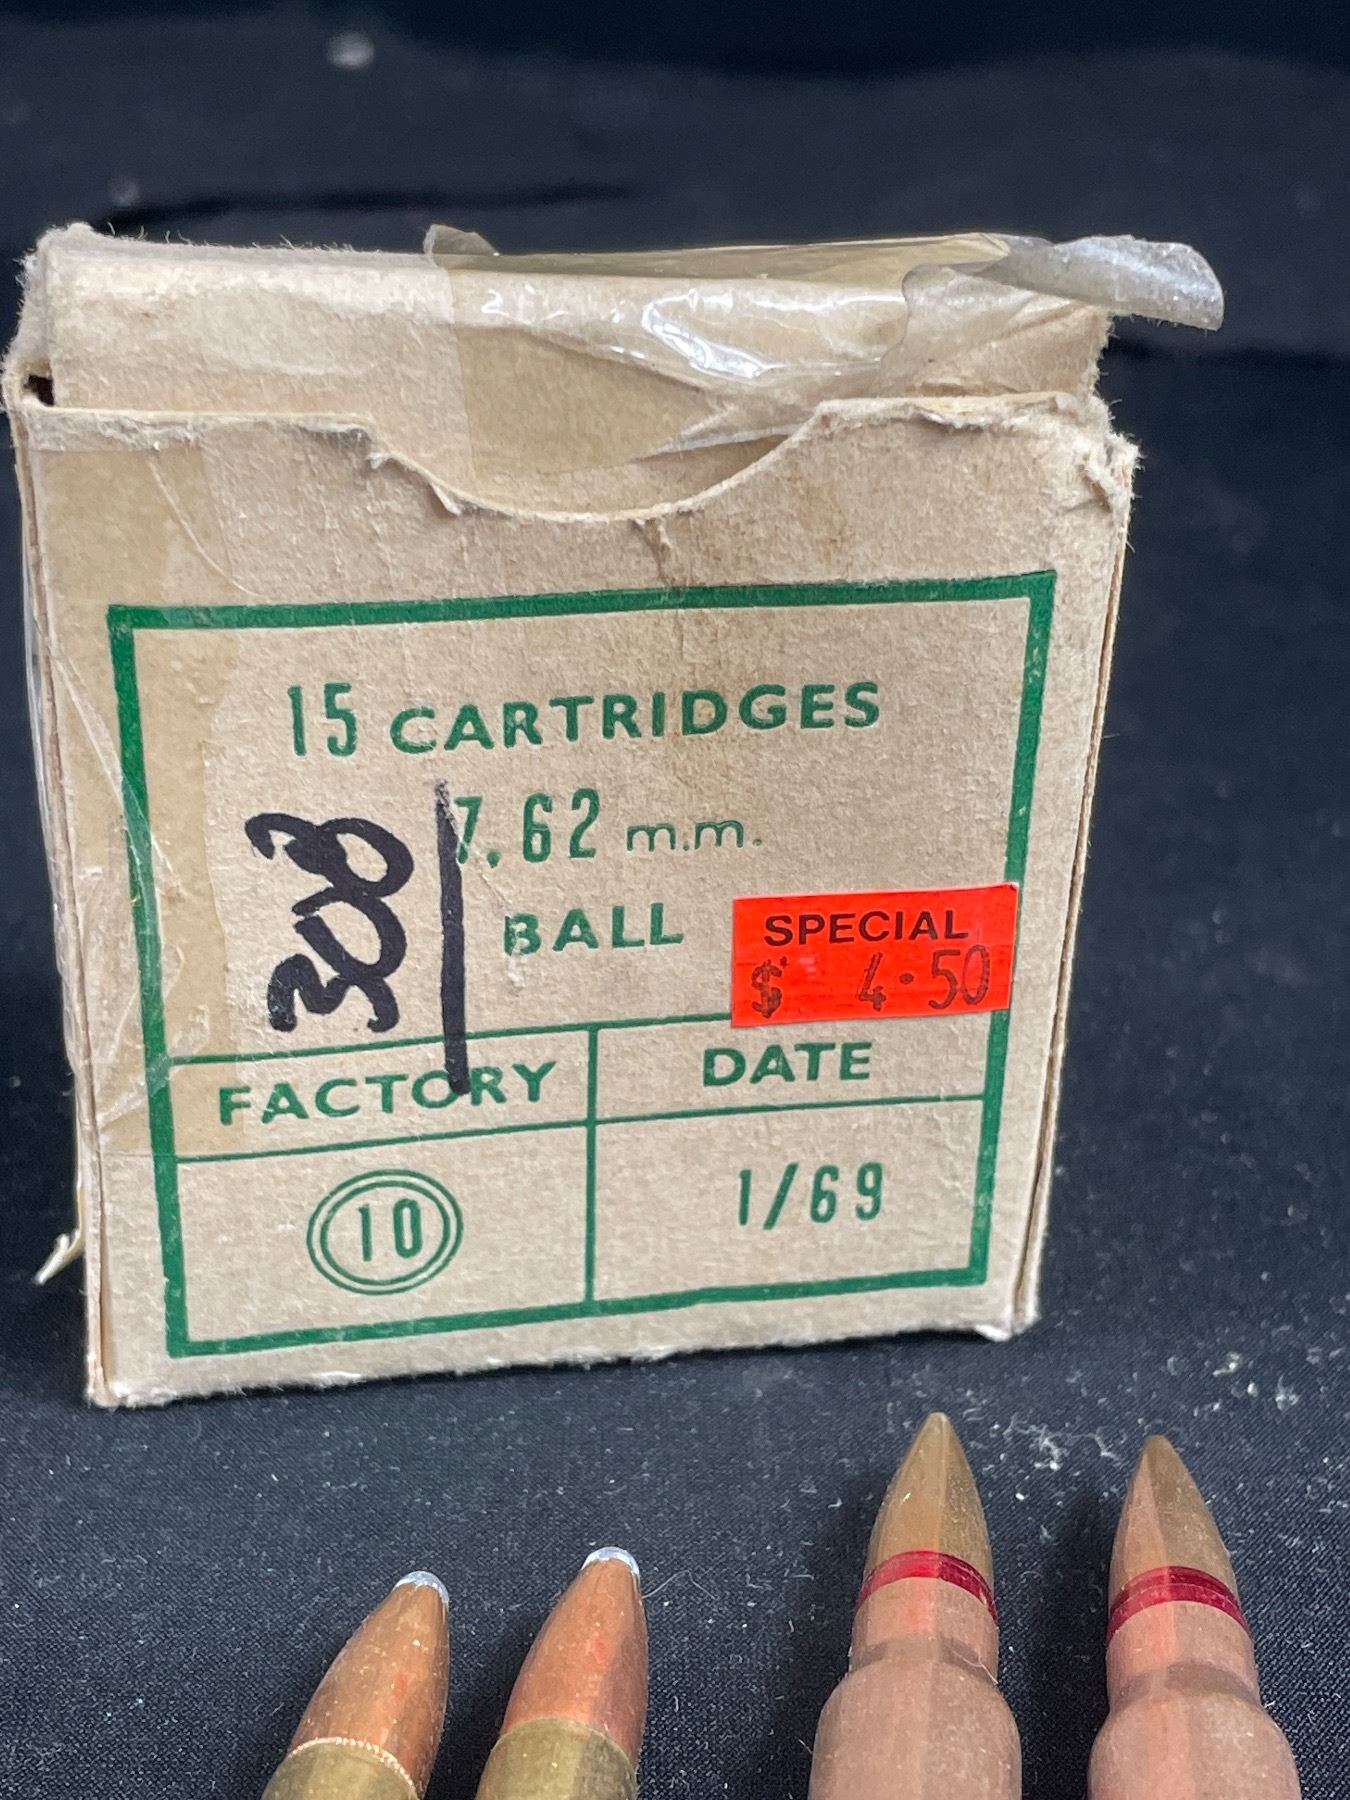 15 CARTRIDGES
7.62 m.m.
308
BALL
SPECIAL
$ 4.50
FACTORY
DATE
10
1/69